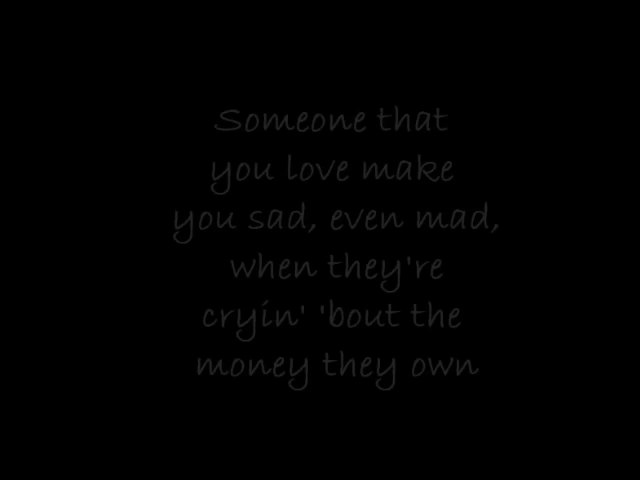 Someone that
you love make
you sad, even mad,
when they're
cryin' 'bout the
money they own